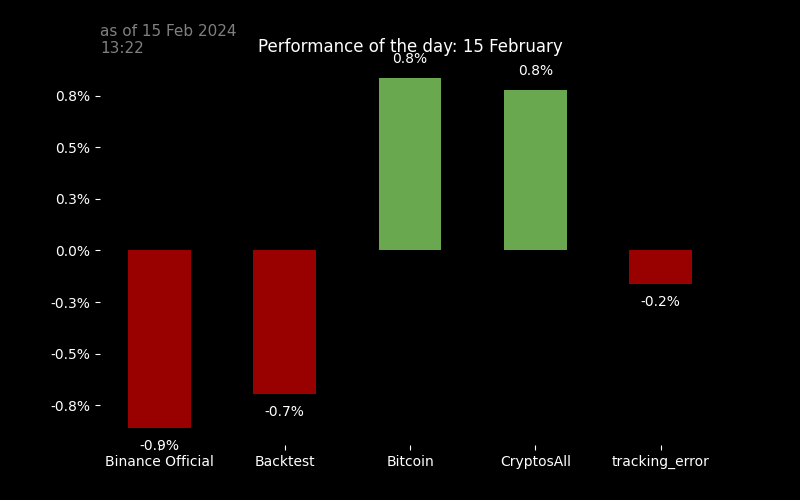 as of 15 Feb 2024
13:22
Performance of the day: 15 February
0.8%
0.8%
0.8%
0.5%
0.3%
0.0%
-0.3%
-0.2%
-0.5%
-0.8%
-0.7%
-0.9%
Binance Official
Backtest
Bitcoin
CryptosAll
tracking_error